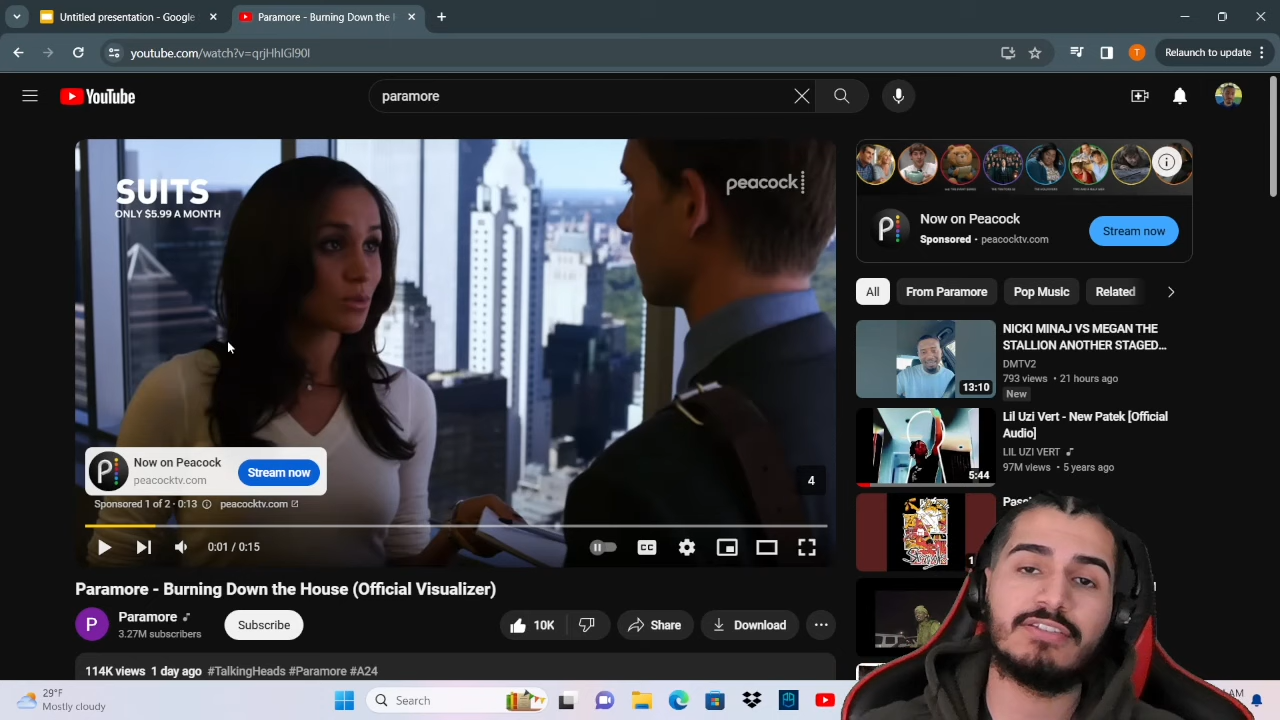 Untitled presentation - Google
Paramore - Burning Down the
youtube.com/watch?v=qrjHhIGl90I
T
Relaunch to update
YouTube
paramore
SUITS
ONLY $5.99 A MONTH
peacock
Now on Peacock
peacocktv.com
Stream now
Sponsored 1 of 2 · 0:13
peacocktv.com
4
0:01 / 0:15
CC
Paramore - Burning Down the House (Official Visualizer)
P
Paramore
3.27M subscribers
Subscribe
10K
Share
Download
114K views 1 day ago #TalkingHeads #Paramore #A24
Now on Peacock
Sponsored · peacocktv.com
Stream now
All
From Paramore
Pop Music
Related
13:10
NICKI MINAJ VS MEGAN THE
STALLION ANOTHER STAGED...
DMTV2
793 views · 21 hours ago
New
5:44
Lil Uzi Vert - New Patek [Official
Audio]
LIL UZI VERT
97M views · 5 years ago
29°F
Mostly cloudy
Search